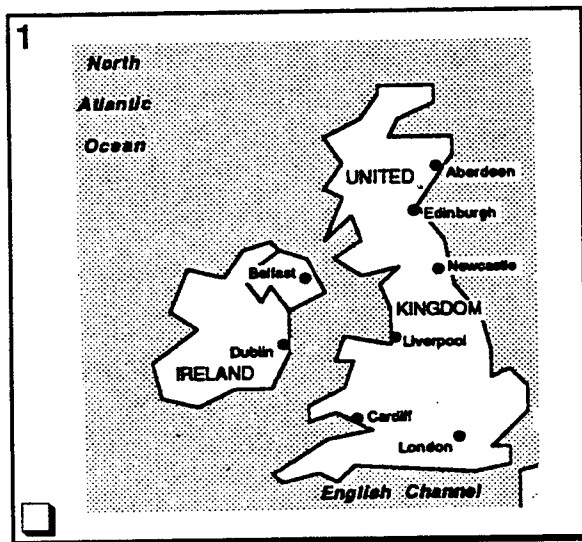 1
North
Atlantic
Ocean
UNITED
Aberdeen
Edinburgh
Belfast
Newcastle
KINGDOM
Dublin
Liverpool
IRELAND
Cardiff
London
English Channel